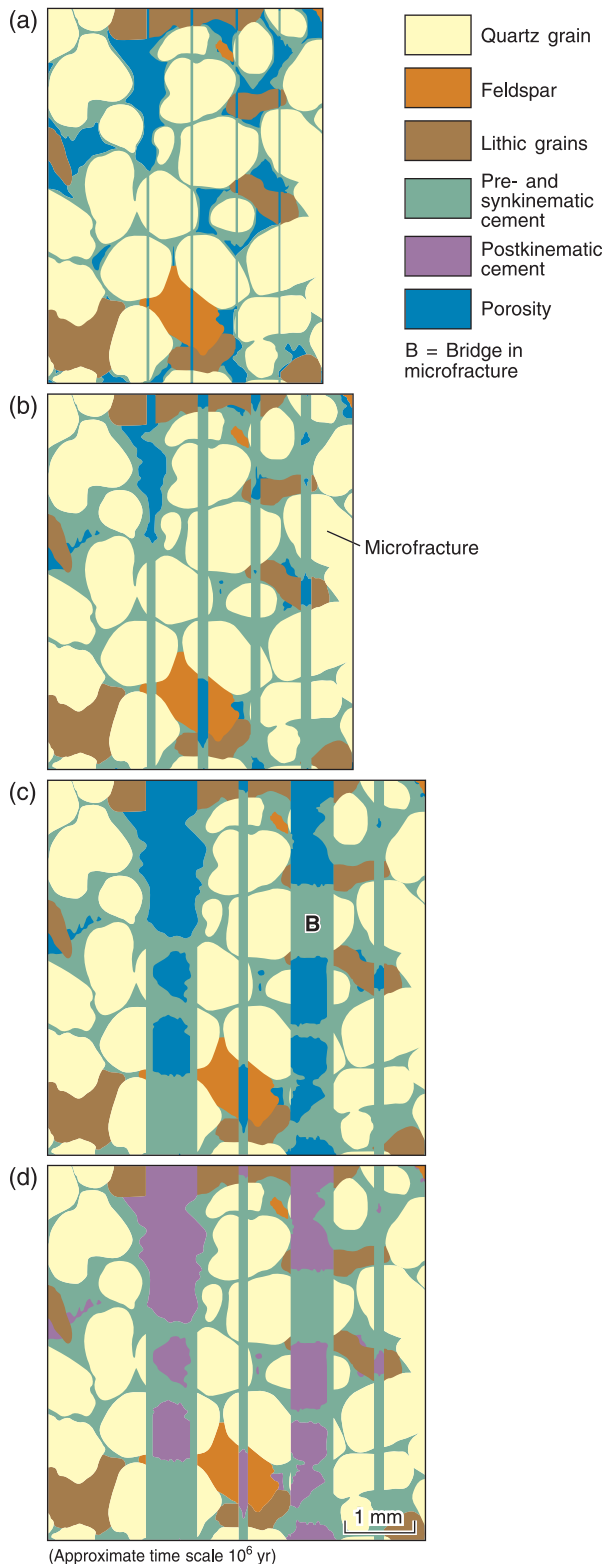 (a)
Quartz grain
Feldspar
Lithic grains
Pre- and
synkinematic
cement
Postkinematic
cement
Porosity
B = Bridge in
microfracture
(b)
Microfracture
(c)
B
(d)
1 mm
(Approximate time scale 10⁶ yr)